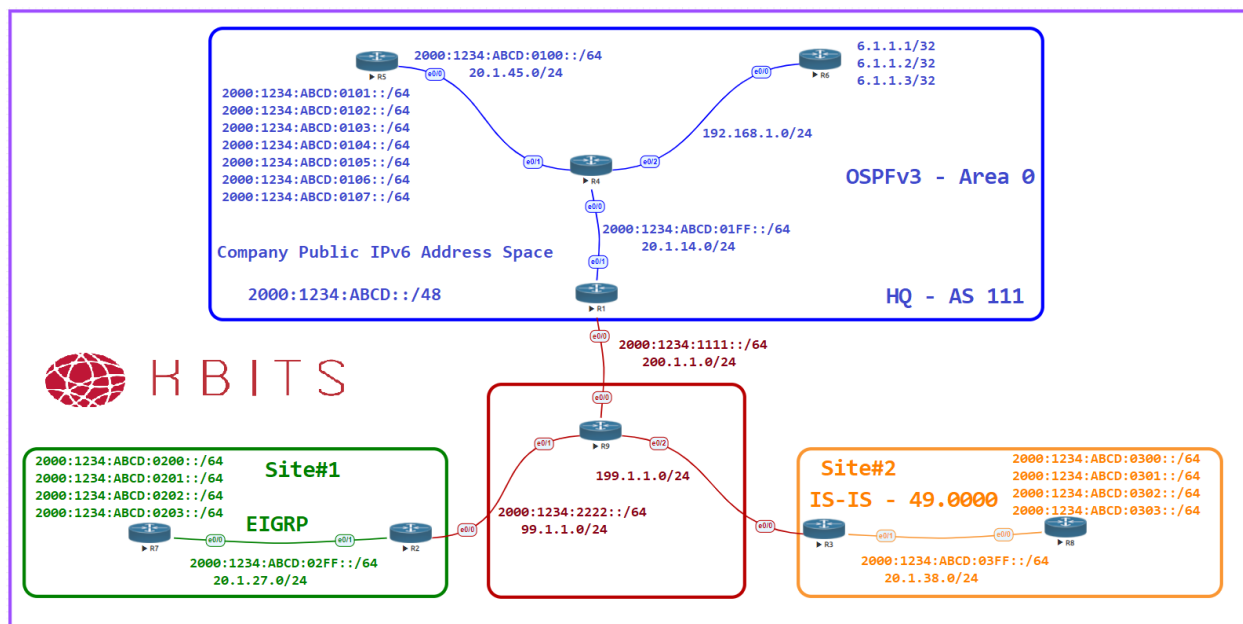 2000:1234:ABCD:0100::/64
20.1.45.0/24
e0/0
R5
6.1.1.1/32
6.1.1.2/32
6.1.1.3/32
e0/0
R6
2000:1234:ABCD:0101::/64
2000:1234:ABCD:0102::/64
2000:1234:ABCD:0103::/64
2000:1234:ABCD:0104::/64
2000:1234:ABCD:0105::/64
2000:1234:ABCD:0106::/64
2000:1234:ABCD:0107::/64
192.168.1.0/24
e0/1
e0/2
R4
OSPFv3 - Area 0
e0/0
2000:1234:ABCD:01FF::/64
20.1.14.0/24
Company Public IPv6 Address Space
2000:1234:ABCD::/48
e0/1
R1
HQ - AS 111
e0/0
2000:1234:1111::/64
200.1.1.0/24
KBITS
e0/0
R9
e0/1
e0/2
199.1.1.0/24
2000:1234:2222::/64
99.1.1.0/24
2000:1234:ABCD:0200::/64
2000:1234:ABCD:0201::/64
2000:1234:ABCD:0202::/64
2000:1234:ABCD:0203::/64
Site#1
EIGRP
R7
e0/0
e0/1
R2
e0/0
2000:1234:ABCD:02FF::/64
20.1.27.0/24
Site#2
IS-IS - 49.0000
2000:1234:ABCD:0300::/64
2000:1234:ABCD:0301::/64
2000:1234:ABCD:0302::/64
2000:1234:ABCD:0303::/64
e0/0
R3
e0/1
e0/0
R8
2000:1234:ABCD:03FF::/64
20.1.38.0/24